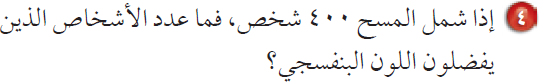 ٤ إذا شمل المسح ٤٠٠ شخص، فما عدد الأشخاص الذين
يفضلون اللون البنفسجي؟